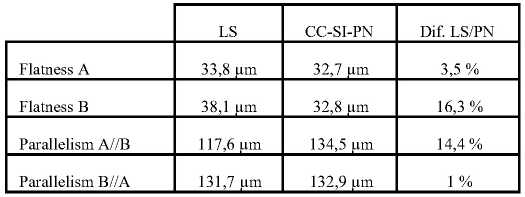 LS CC-SI-PN Dif. LS/PN
Flatness A 33,8 µm 32,7 µm 3,5 %
Flatness B 38,1 µm 32,8 µm 16,3 %
Parallelism A//B 117,6 µm 134,5 µm 14,4 %
Parallelism B//A 131,7 µm 132,9 µm 1 %